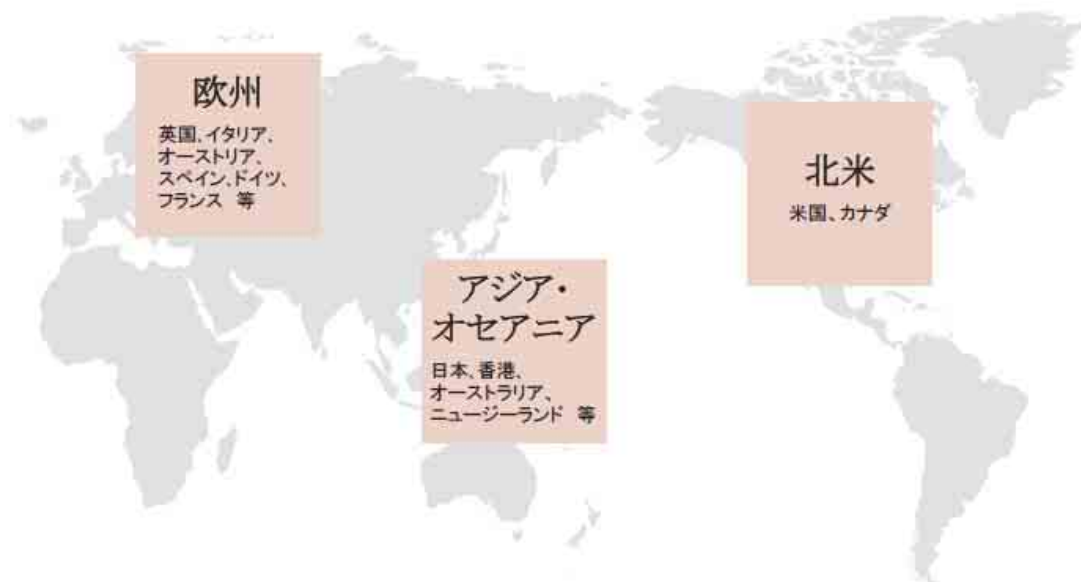 欧州
英国、イタリア、
オーストリア、
スペイン、ドイツ、
フランス 等
アジア・
オセアニア
日本、香港、
オーストラリア、
ニュージーランド 等
北米
米国、カナダ